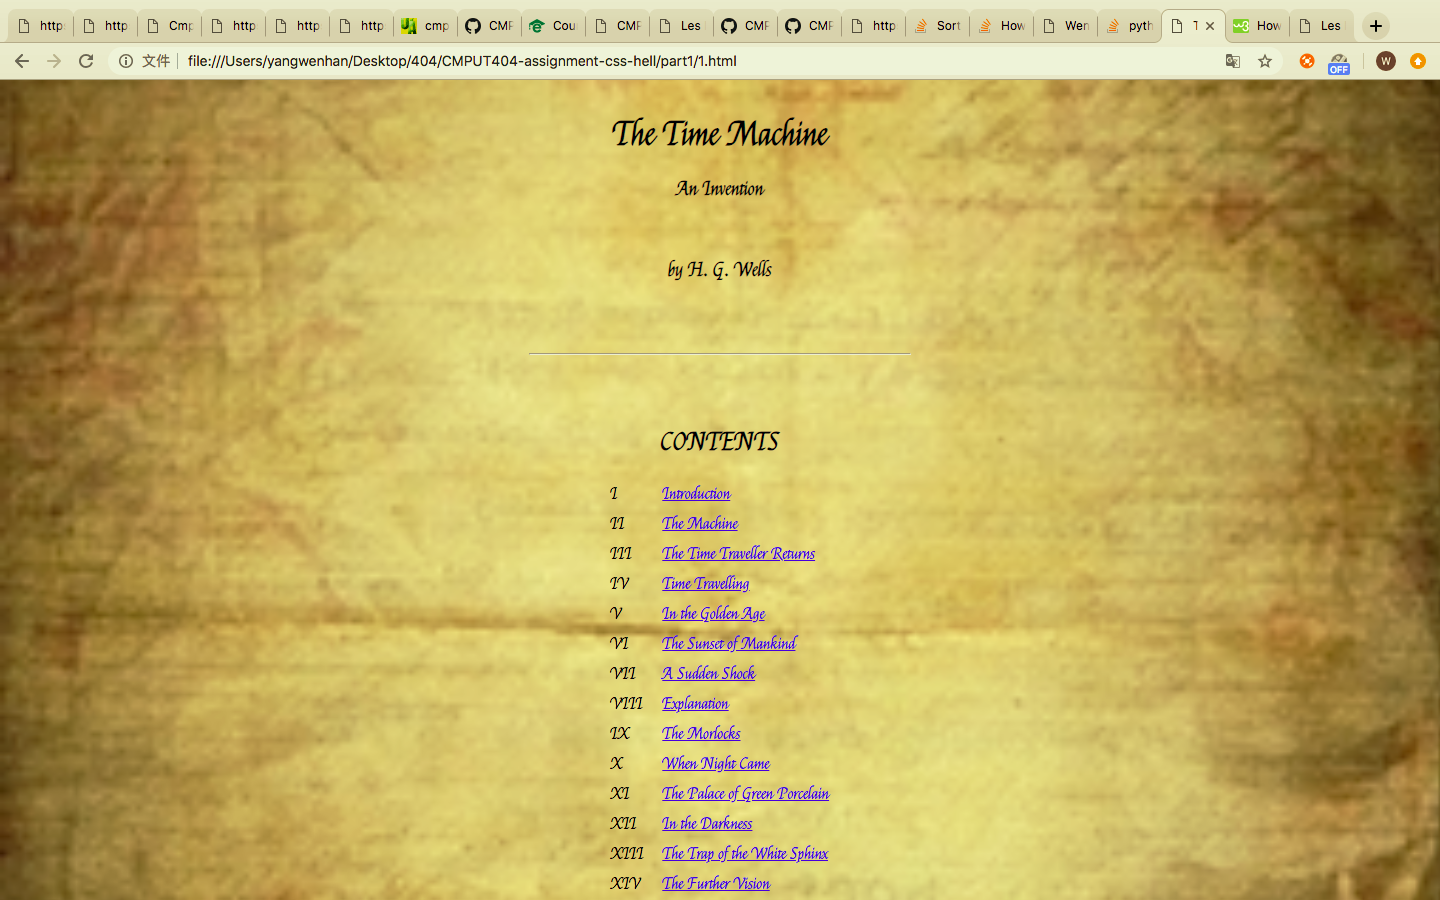 http
http
Cmp
http
http
http
cmp
CMF
Cou
CMF
Les
CMF
CMF
http
Sort
How
Wen
pyth
T
How
Les
文件
file:///Users/yangwenhan/Desktop/404/CMPUT404-assignment-css-hell/part1/1.html
OFF
W
The Time Machine
An Invention
by H. G. Wells
CONTENTS
I Introduction
II The Machine
III The Time Traveller Returns
IV Time Travelling
V In the Golden Age
VI The Sunset of Mankind
VII A Sudden Shock
VIII Explanation
IX The Morlocks
X When Night Came
XI The Palace of Green Porcelain
XII In the Darkness
XIII The Trap of the White Sphinx
XIV The Further Vision